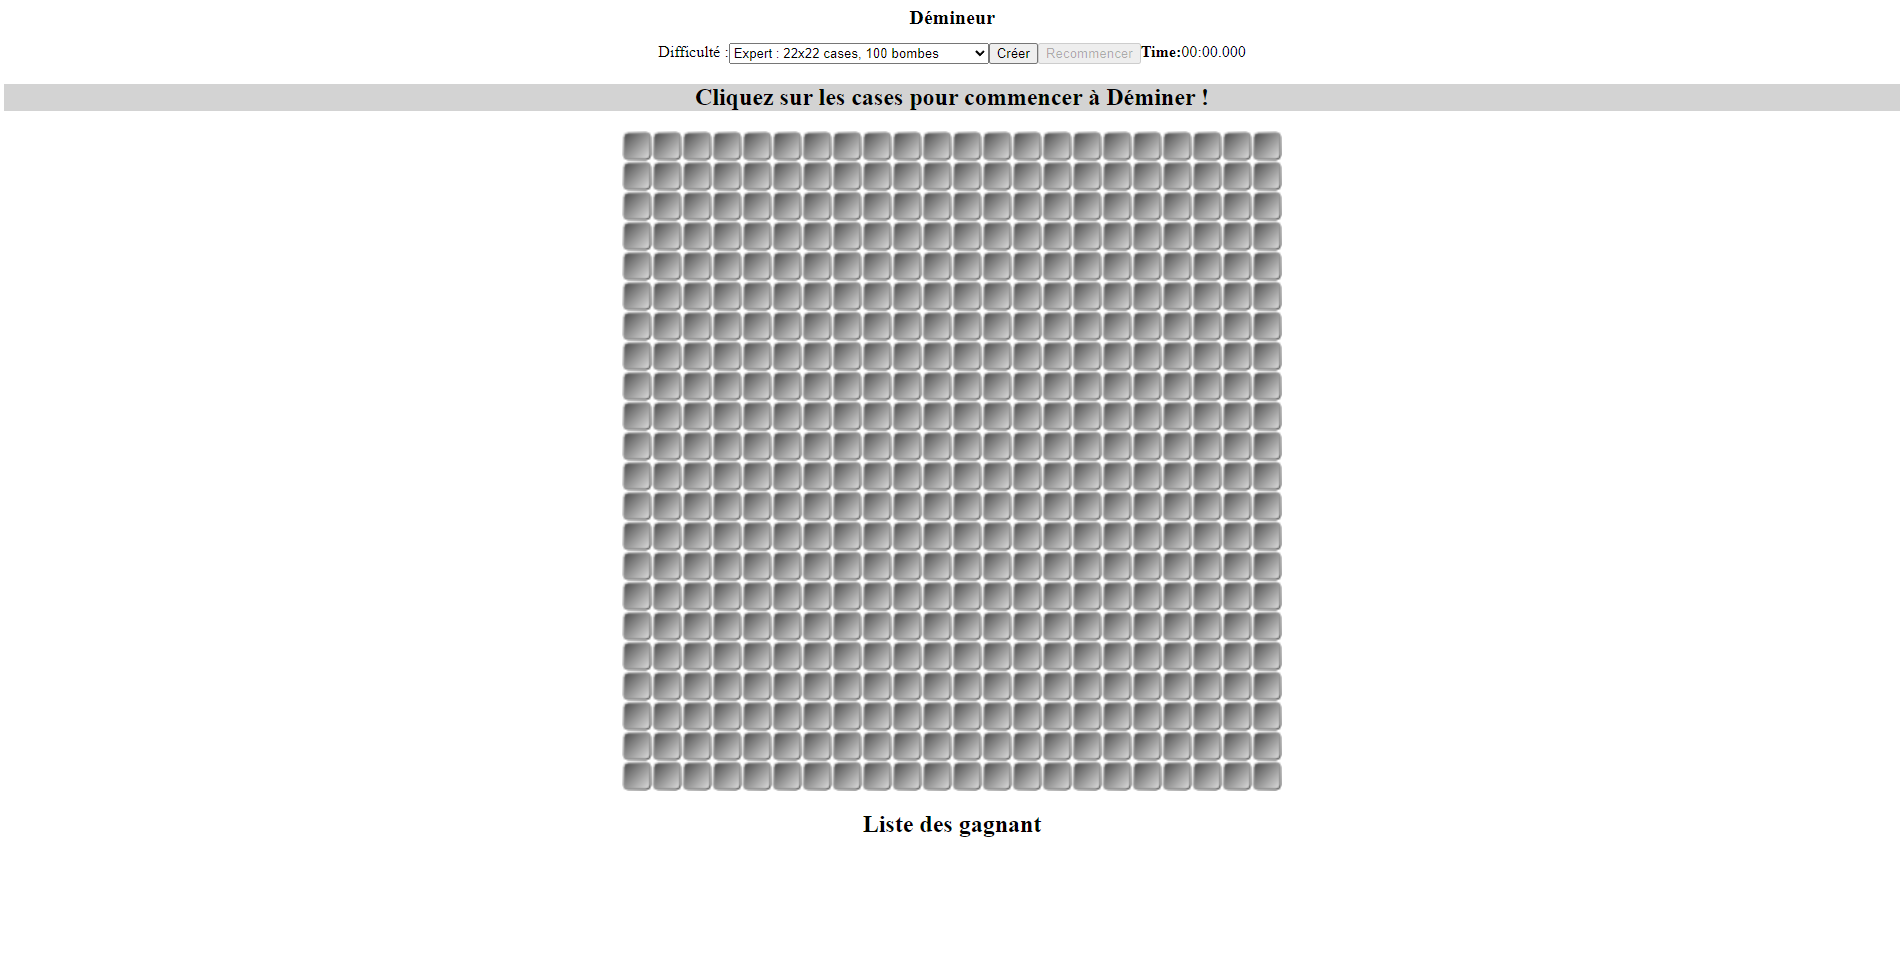 Démineur
Difficulté : Expert : 22x22 cases, 100 bombes Créer Recommencer Time:00:00.000
Cliquez sur les cases pour commencer à Déminer !
Liste des gagnant